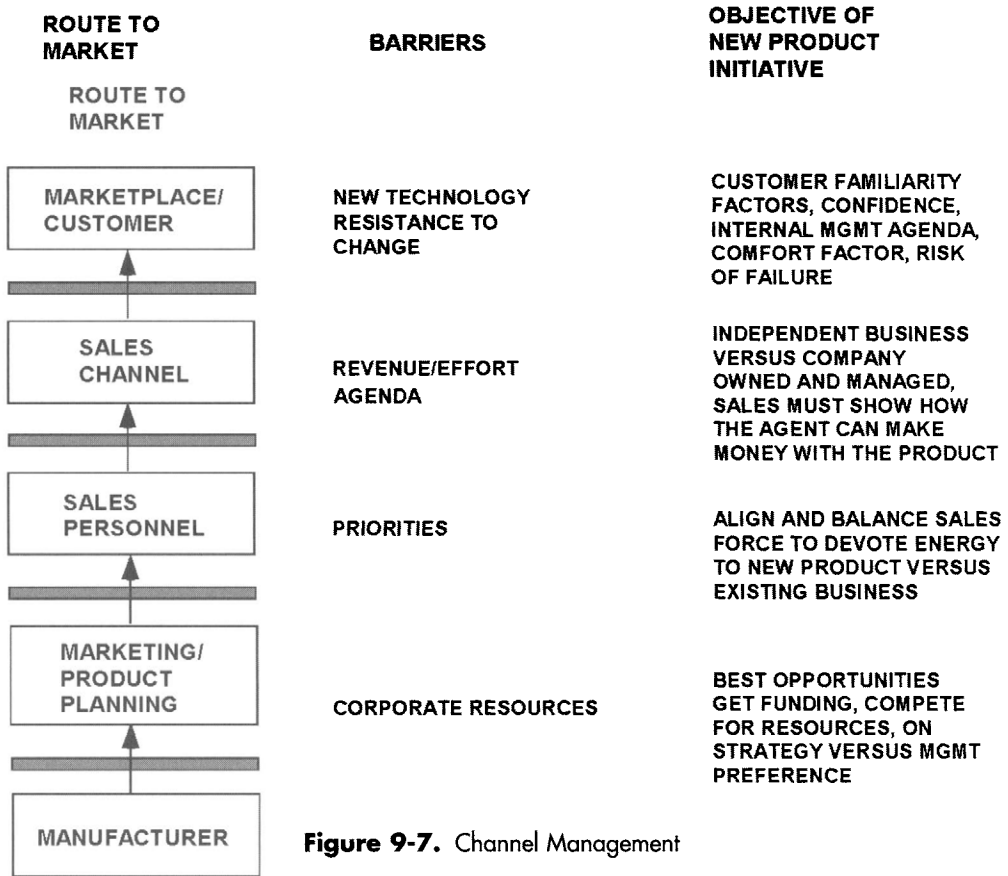 ROUTE TO
MARKET
BARRIERS
OBJECTIVE OF
NEW PRODUCT
INITIATIVE
ROUTE TO
MARKET
MARKETPLACE/
CUSTOMER
NEW TECHNOLOGY
RESISTANCE TO
CHANGE
CUSTOMER FAMILIARITY
FACTORS, CONFIDENCE,
INTERNAL MGMT AGENDA,
COMFORT FACTOR, RISK
OF FAILURE
SALES
CHANNEL
REVENUE/EFFORT
AGENDA
INDEPENDENT BUSINESS
VERSUS COMPANY
OWNED AND MANAGED,
SALES MUST SHOW HOW
THE AGENT CAN MAKE
MONEY WITH THE PRODUCT
SALES
PERSONNEL
PRIORITIES
ALIGN AND BALANCE SALES
FORCE TO DEVOTE ENERGY
TO NEW PRODUCT VERSUS
EXISTING BUSINESS
MARKETING/
PRODUCT
PLANNING
CORPORATE RESOURCES
BEST OPPORTUNITIES
GET FUNDING, COMPETE
FOR RESOURCES, ON
STRATEGY VERSUS MGMT
PREFERENCE
MANUFACTURER
Figure 9-7. Channel Management